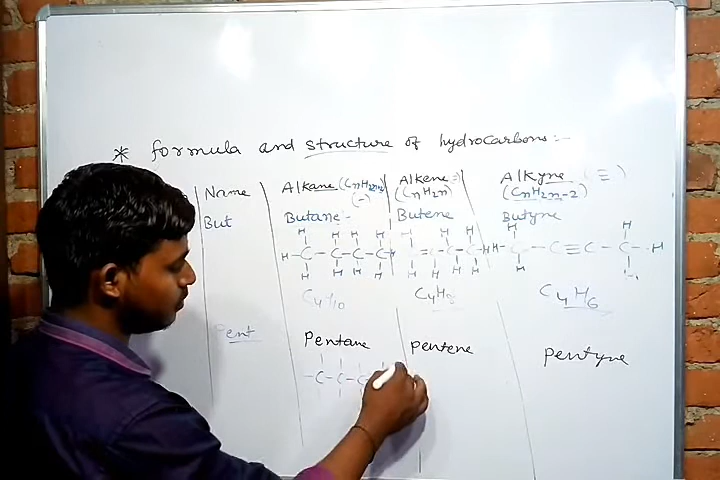 * Formula and structure of hydrocarbons:-
Name Alkane (CnH2n+2) (-) Alkene = (CnH2n) Alkyne (≡) (CnH2n-2)
But Butane- Butene Butyne
H H H H H H
H-C-C-C-C-H C=C-C-C-H H-C-C≡C-C-H
H H H H H H H H H
C4H10 C4H8 C4H6
Pent Pentane Pentene Pentyne
-C-C-C